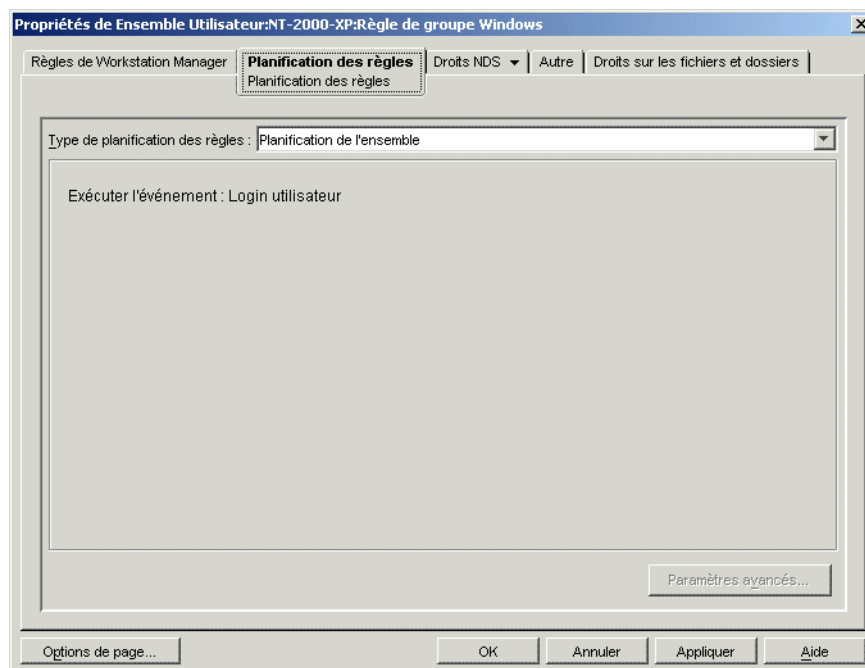 Propriétés de Ensemble Utilisateur:NT-2000-XP:Règle de groupe Windows
Règles de Workstation Manager Planification des règles Droits NDS Autre Droits sur les fichiers et dossiers
Planification des règles
Type de planification des règles : Planification de l'ensemble
Exécuter l'événement : Login utilisateur
Paramètres avancés...
Options de page... OK Annuler Appliquer Aide